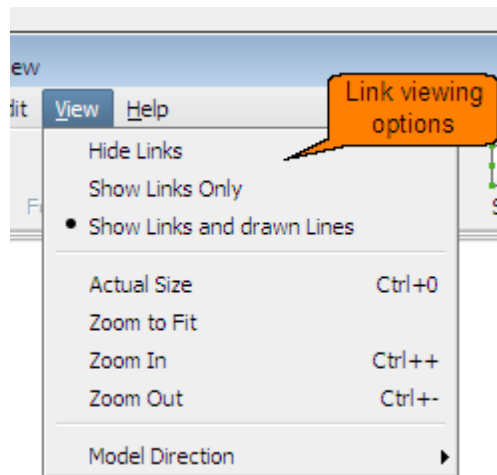 ew
dit View Help
Link viewing
options
Hide Links
Show Links Only
Show Links and drawn Lines
Actual Size Ctrl+0
Zoom to Fit
Zoom In Ctrl++
Zoom Out Ctrl+-
Model Direction